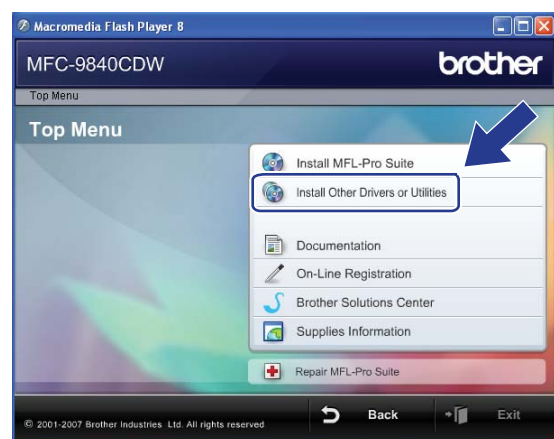 Macromedia Flash Player 8
MFC-9840CDW
brother
Top Menu
Top Menu
Install MFL-Pro Suite
Install Other Drivers or Utilities
Documentation
On-Line Registration
Brother Solutions Center
Supplies Information
Repair MFL-Pro Suite
© 2001-2007 Brother Industries Ltd. All rights reserved
Back
Exit